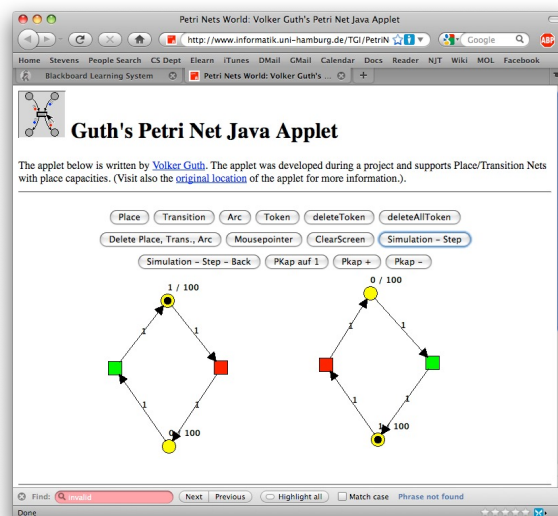 Petri Nets World: Volker Guth's Petri Net Java Applet
http://www.informatik.uni-hamburg.de/TGI/PetriN
Google
ABP
Home Stevens People Search CS Dept Elearn iTunes DMail GMail Calendar Docs Reader NJT Wiki MOL Facebook
Blackboard Learning System
Petri Nets World: Volker Guth's ...
Guth's Petri Net Java Applet
The applet below is written by Volker Guth. The applet was developed during a project and supports Place/Transition Nets
with place capacities. (Visit also the original location of the applet for more information.).
Place Transition Arc Token deleteToken deleteAllToken
Delete Place, Trans., Arc Mousepointer ClearScreen Simulation - Step
Simulation - Step - Back PKap auf 1 Pkap + Pkap -
1 / 100
0 / 100
1 1
1 1
1 1
1 1
0 / 100
1 / 100
Find: invalid Next Previous Highlight all Match case Phrase not found
Done